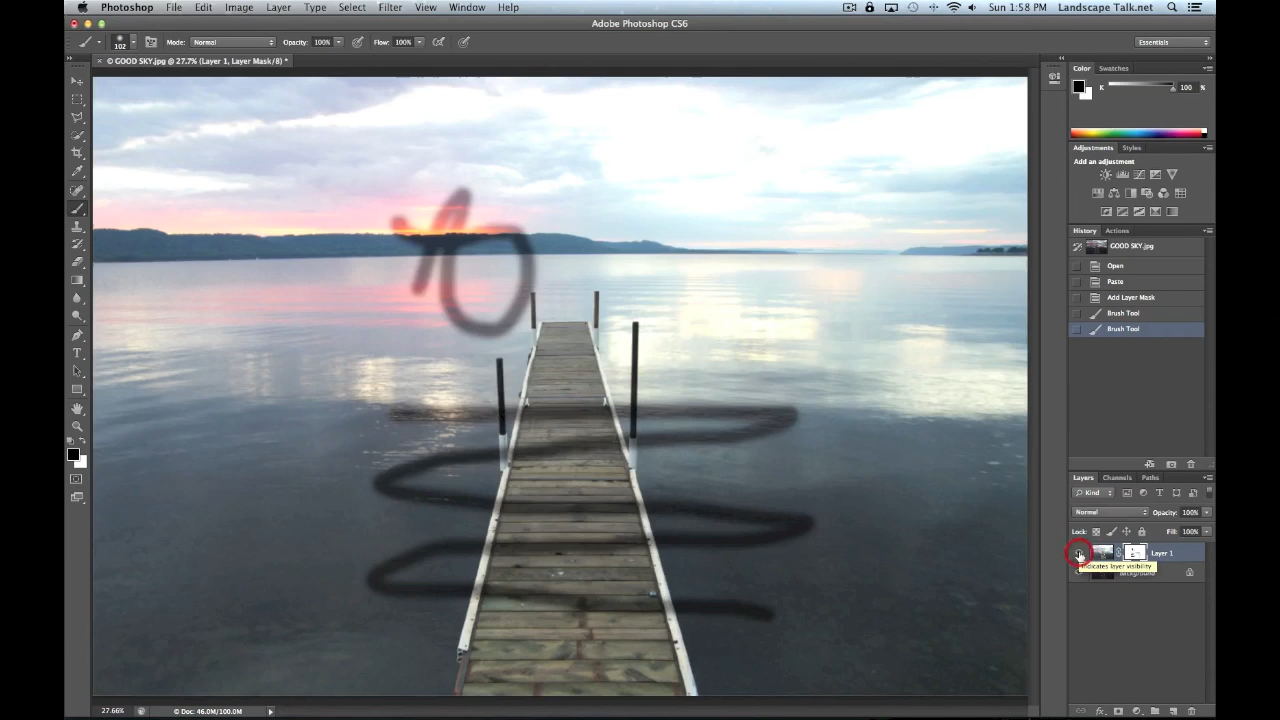 Photoshop File Edit Image Layer Type Select Filter View Window Help Sun 1:58 PM Landscape Talk.net
Adobe Photoshop CS6
102 Mode: Normal Opacity: 100% Flow: 100% Essentials
× © GOOD SKY.jpg @ 27.7% (Layer 1, Layer Mask/8) *
Color Swatches
K 100 %
Adjustments Styles
Add an adjustment
History Actions
GOOD SKY.jpg
Open
Paste
Add Layer Mask
Brush Tool
Brush Tool
Layers Channels Paths
Kind
Normal Opacity: 100%
Lock: Fill: 100%
Layer 1
Indicates layer visibility
Background
27.66% © Doc: 46.0M/100.0M